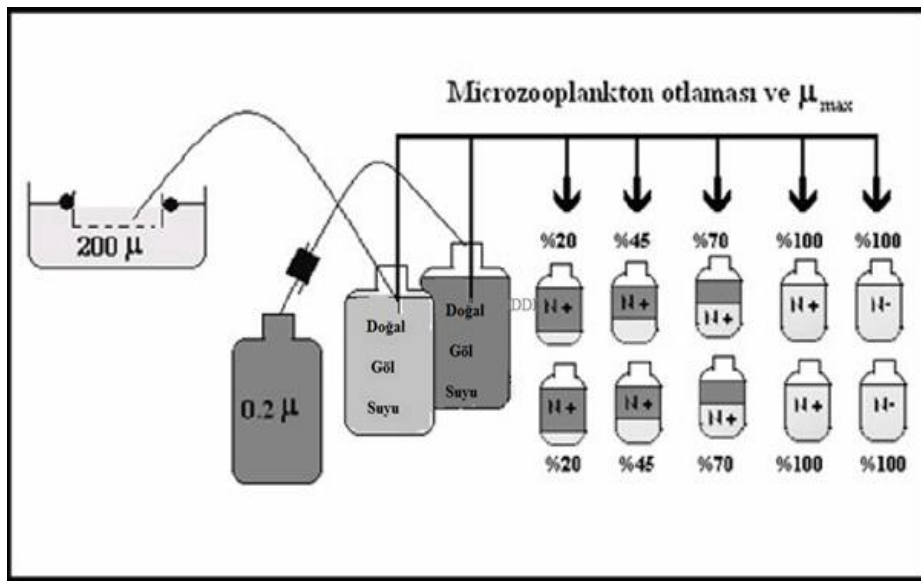 Microzooplankton otlaması ve μmax
200 μ
%20 %45 %70 %100 %100
N+ N+ N+ N+ N-
0.2 μ
Doğal
Göl
Suyu
Doğal
Göl
Suyu
N+ N+ N+ N+ N-
%20 %45 %70 %100 %100